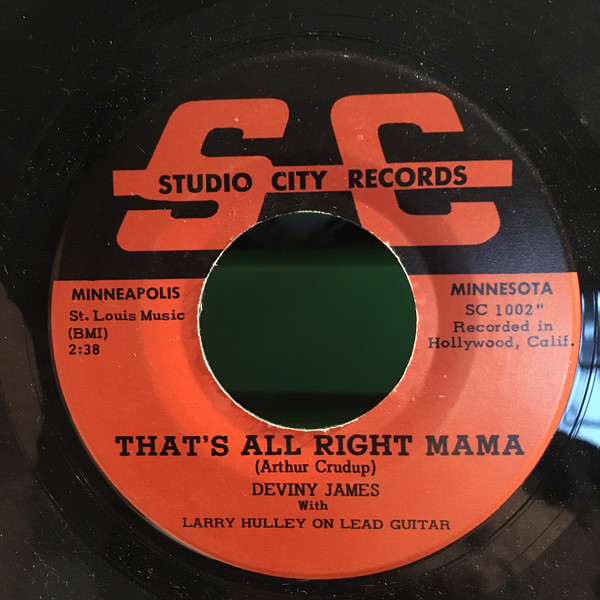 SC
STUDIO CITY RECORDS
MINNEAPOLIS
St. Louis Music
(BMI)
2:38
MINNESOTA
SC 1002"
Recorded in
Hollywood, Calif.
THAT'S ALL RIGHT MAMA
(Arthur Crudup)
DEVINY JAMES
With
LARRY HULLEY ON LEAD GUITAR